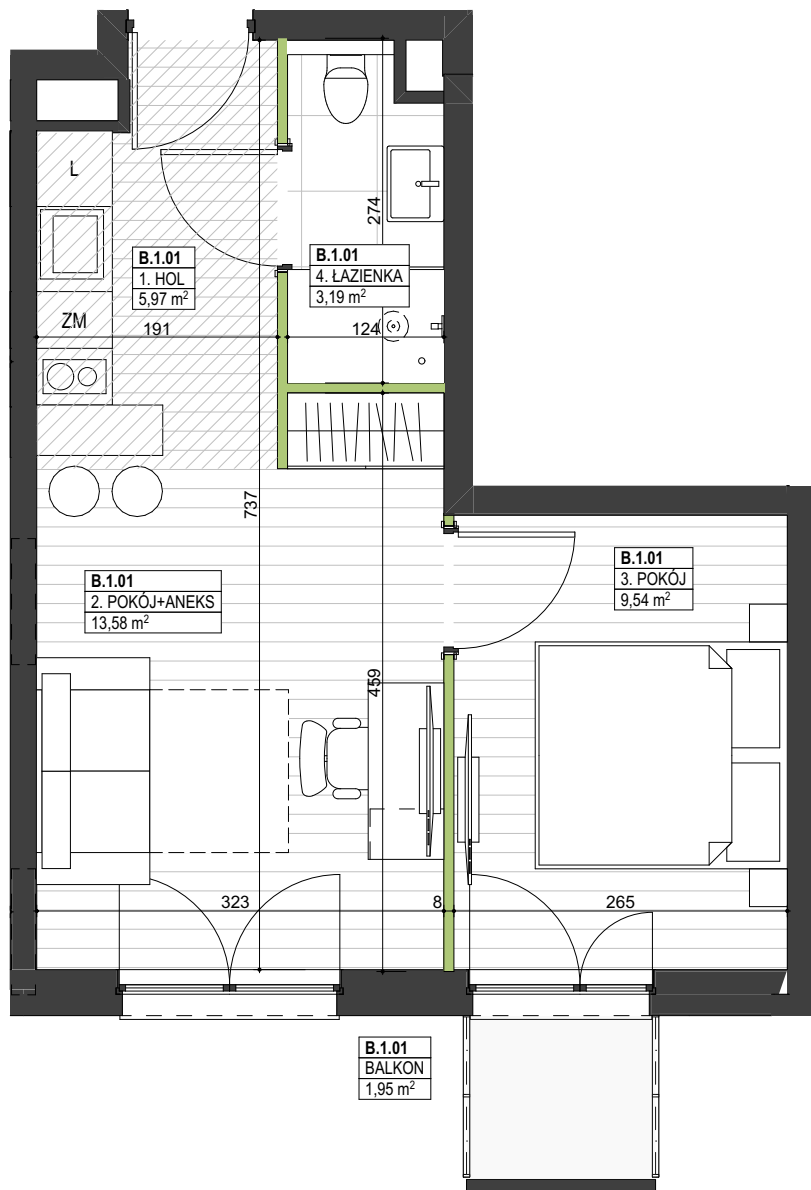 L
274
B.1.01
1. HOL
5,97 m²
B.1.01
4. ŁAZIENKA
3,19 m²
ZM
191
124
737
B.1.01
3. POKÓJ
9,54 m²
B.1.01
2. POKÓJ+ANEKS
13,58 m²
459
323
8
265
B.1.01
BALKON
1,95 m²